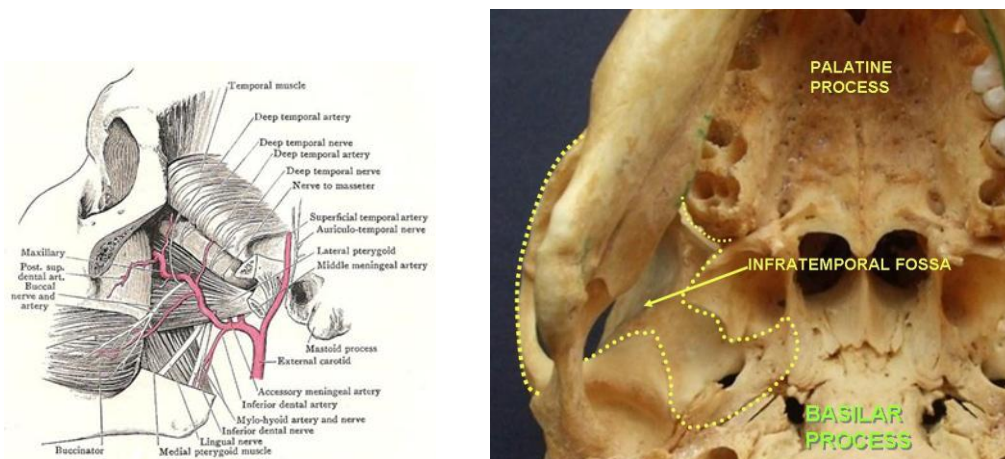 Temporal muscle
Deep temporal artery
Deep temporal nerve
Deep temporal artery
Deep temporal nerve
Nerve to masseter
Superficial temporal artery
Auriculo-temporal nerve
Lateral pterygoid
Middle meningeal artery
Maxillary
Post. sup.
dental art.
Buccal
nerve and
artery
Mastoid process
External carotid
Accessory meningeal artery
Inferior dental artery
Mylo-hyoid artery and nerve
Inferior dental nerve
Lingual nerve
Buccinator
Medial pterygoid muscle
PALATINE
PROCESS
INFRATEMPORAL FOSSA
BASILAR
PROCESS